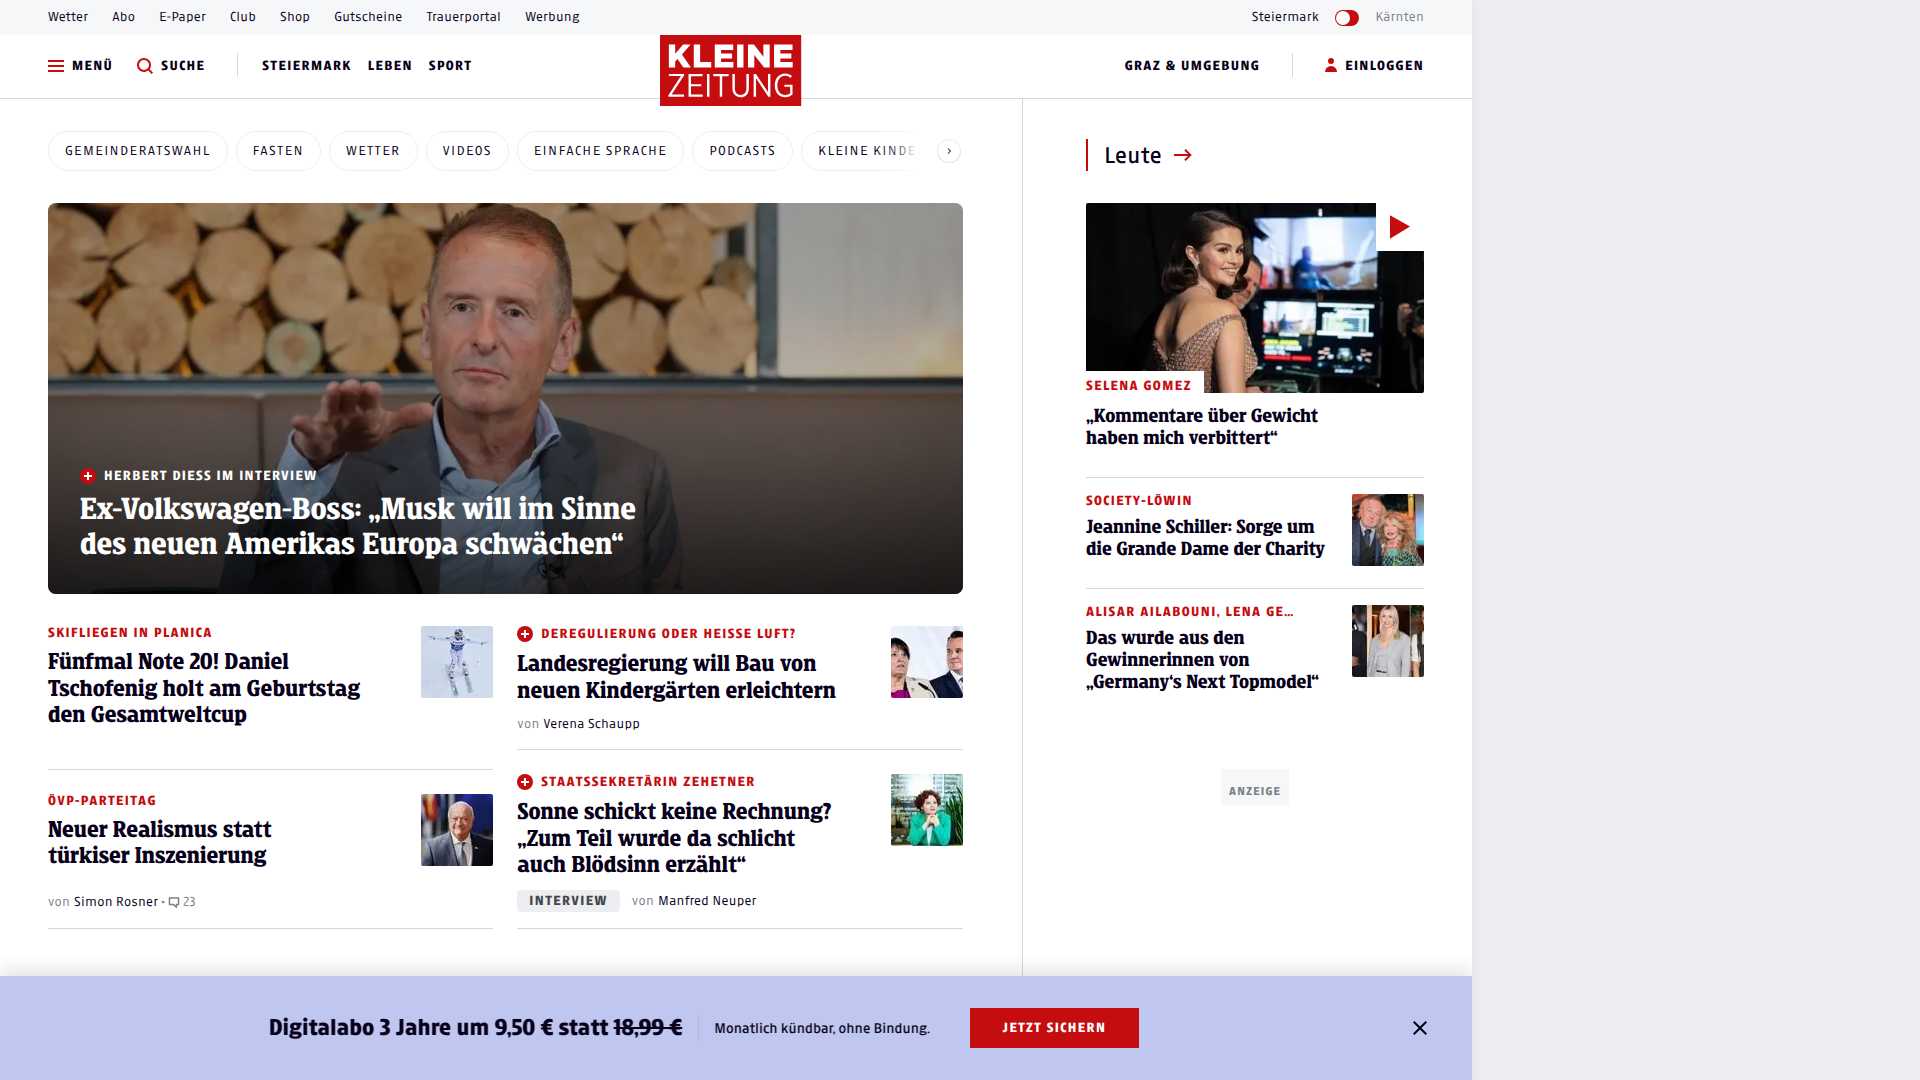 Wetter Abo E-Paper Club Shop Gutscheine Trauerportal Werbung Steiermark Kärnten
MENÜ SUCHE STEIERMARK LEBEN SPORT KLEINE ZEITUNG GRAZ & UMGEBUNG EINLOGGEN
GEMEINDERATSWAHL FASTEN WETTER VIDEOS EINFACHE SPRACHE PODCASTS KLEINE KINDE
HERBERT DIESS IM INTERVIEW
Ex-Volkswagen-Boss: „Musk will im Sinne
des neuen Amerikas Europa schwächen“
SKIFLIEGEN IN PLANICA
Fünfmal Note 20! Daniel
Tschofenig holt am Geburtstag
den Gesamtweltcup
ÖVP-PARTEITAG
Neuer Realismus statt
türkiser Inszenierung
von Simon Rosner • 23
DEREGULIERUNG ODER HEISSE LUFT?
Landesregierung will Bau von
neuen Kindergärten erleichtern
von Verena Schaupp
STAATSSEKRETÄRIN ZEHETNER
Sonne schickt keine Rechnung?
„Zum Teil wurde da schlicht
auch Blödsinn erzählt“
INTERVIEW von Manfred Neuper
Leute
SELENA GOMEZ
„Kommentare über Gewicht
haben mich verbittert“
SOCIETY-LÖWIN
Jeannine Schiller: Sorge um
die Grande Dame der Charity
ALISAR AILABOUNI, LENA GE…
Das wurde aus den
Gewinnerinnen von
„Germany‘s Next Topmodel“
ANZEIGE
Digitalabo 3 Jahre um 9,50 € statt 18,99 € Monatlich kündbar, ohne Bindung. JETZT SICHERN